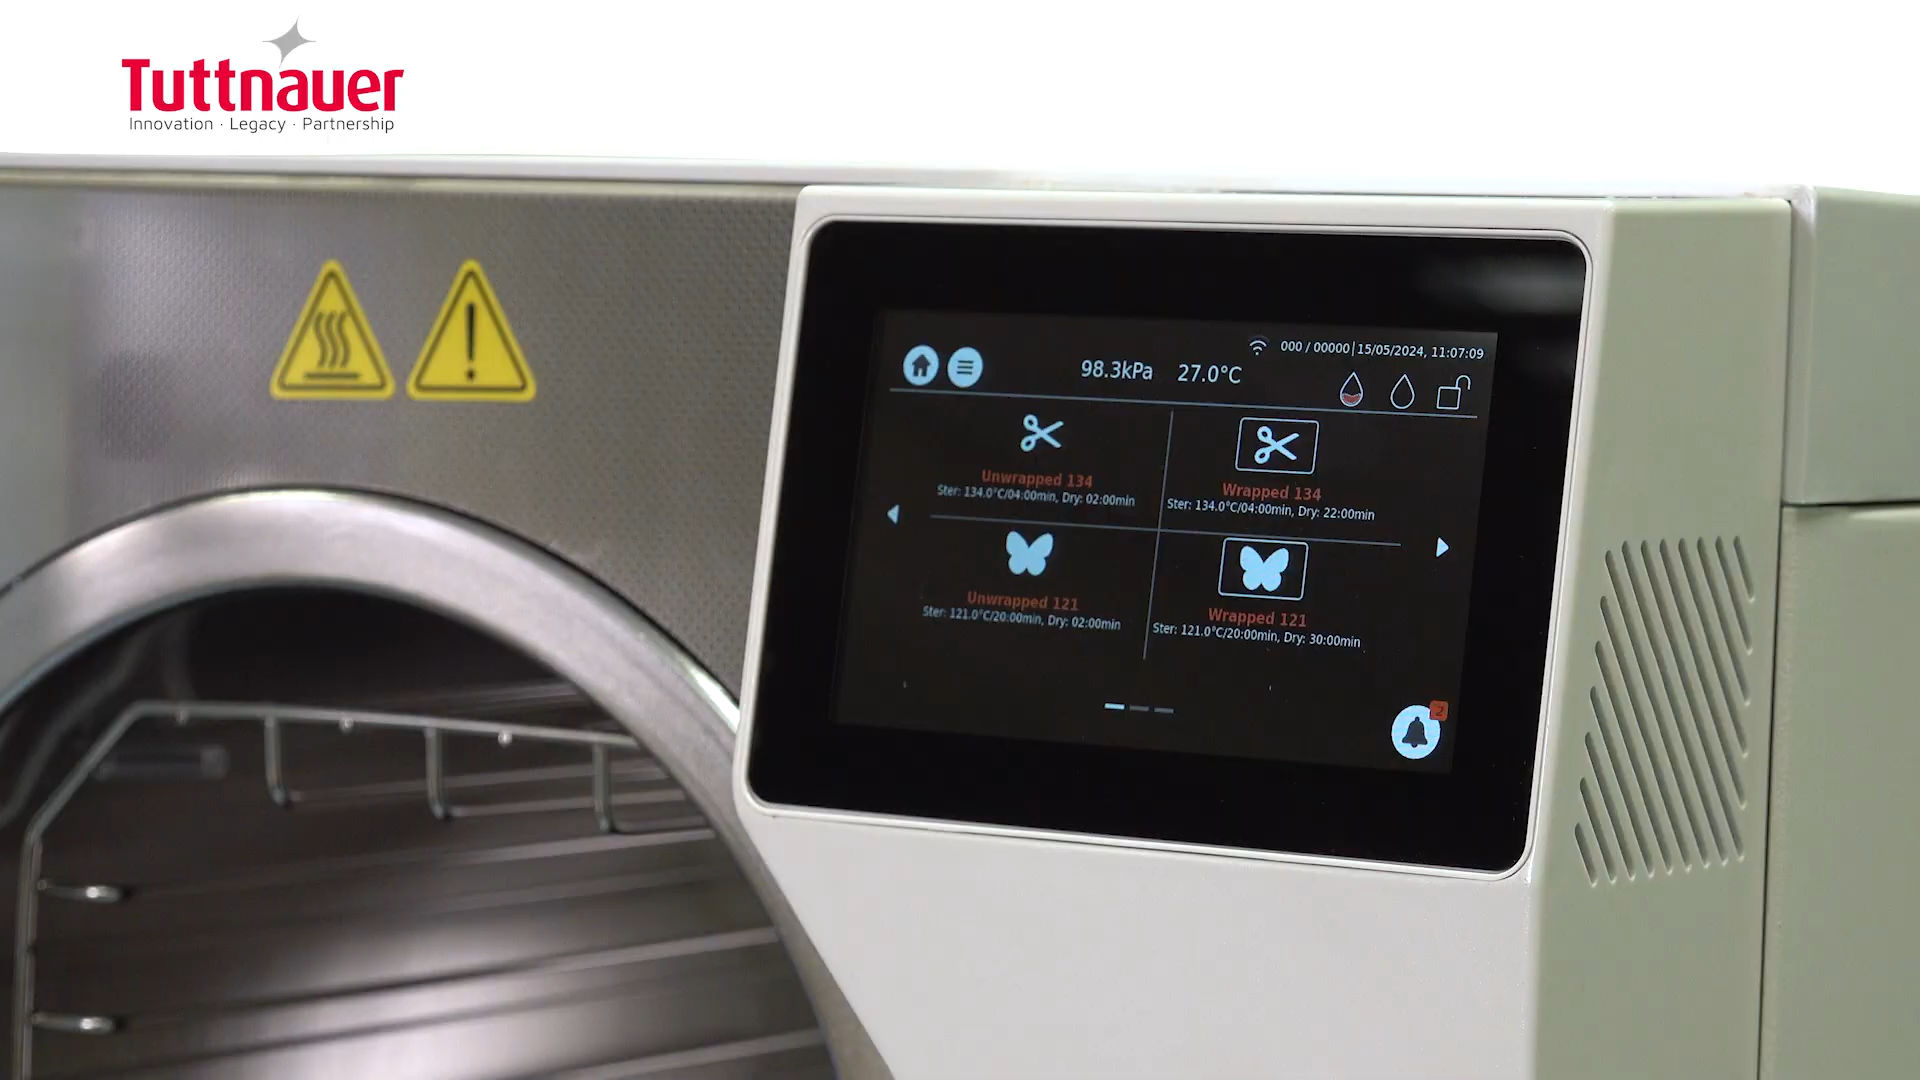 Tuttnauer
Innovation · Legacy · Partnership
000 / 00000|15/05/2024, 11:07:09
98.3kPa 27.0°C
Unwrapped 134
Ster: 134.0°C/04:00min, Dry: 02:00min
Wrapped 134
Ster: 134.0°C/04:00min, Dry: 22:00min
Unwrapped 121
Ster: 121.0°C/20:00min, Dry: 02:00min
Wrapped 121
Ster: 121.0°C/20:00min, Dry: 30:00min
2